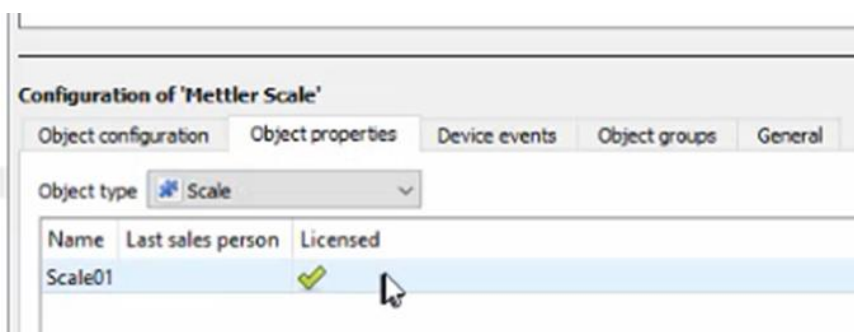 Configuration of 'Mettler Scale'
Object configuration Object properties Device events Object groups General
Object type Scale
Name Last sales person Licensed
Scale01